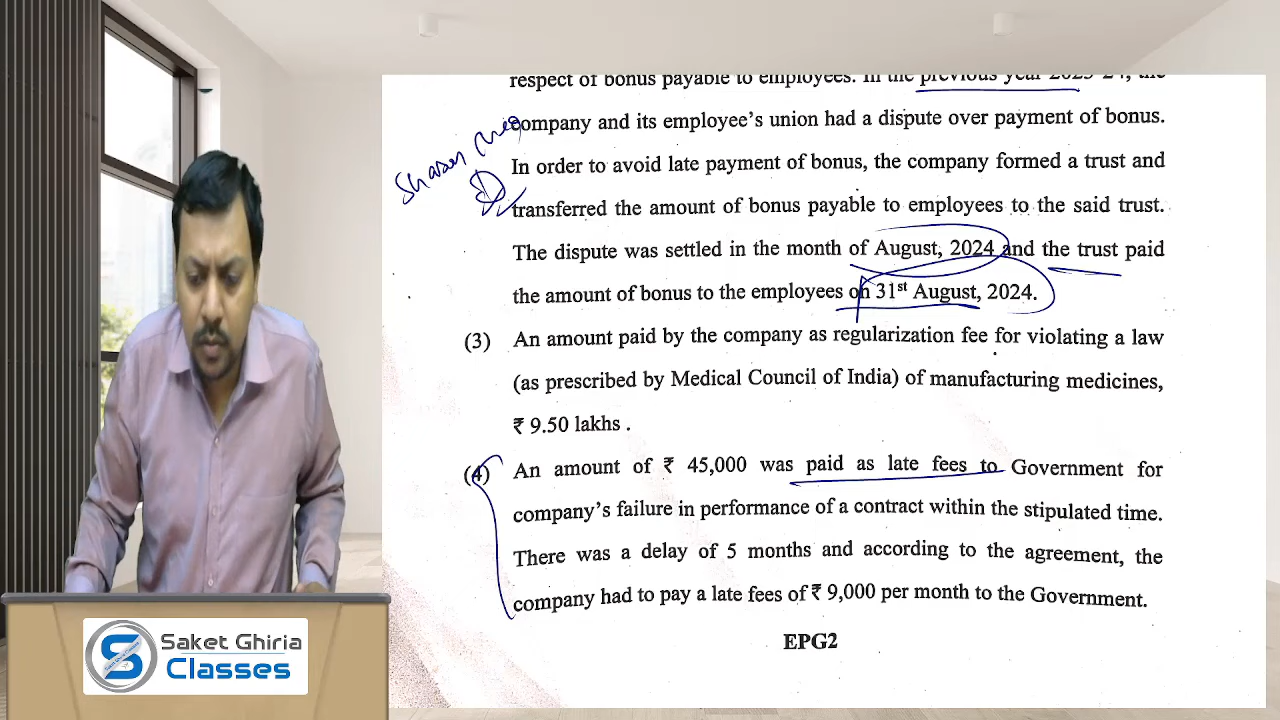 respect of bonus payable to employees. In the previous year 2023-24, the
company and its employee's union had a dispute over payment of bonus.
In order to avoid late payment of bonus, the company formed a trust and
transferred the amount of bonus payable to employees to the said trust.
The dispute was settled in the month of August, 2024 and the trust paid
the amount of bonus to the employees on 31st August, 2024.
(3) An amount paid by the company as regularization fee for violating a law
(as prescribed by Medical Council of India) of manufacturing medicines,
₹ 9.50 lakhs .
(4) An amount of ₹ 45,000 was paid as late fees to Government for
company's failure in performance of a contract within the stipulated time.
There was a delay of 5 months and according to the agreement, the
company had to pay a late fees of ₹ 9,000 per month to the Government.
EPG2
S
Saket Ghiria
Classes